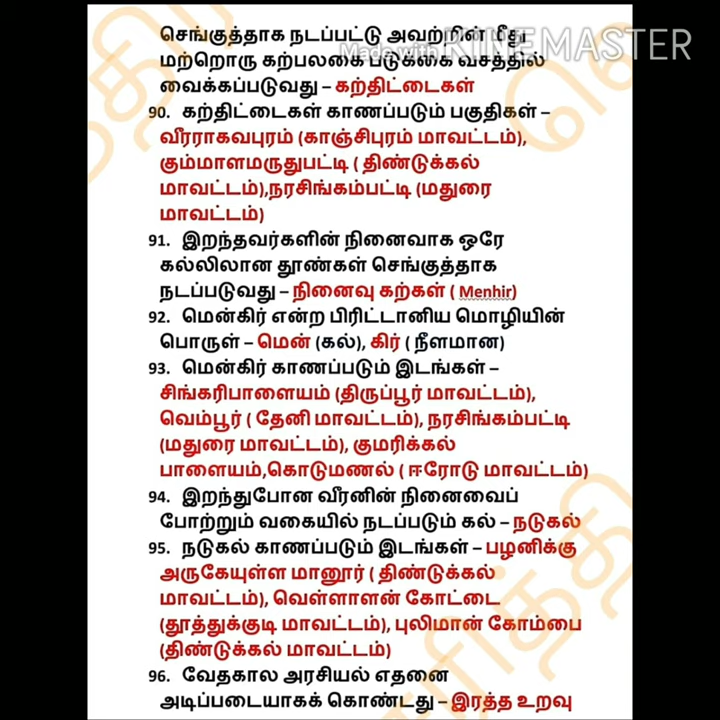 செங்குத்தாக நடப்பட்டு அவற்றின் மீது
Made with KINEMASTER
மற்றொரு கற்பலகை படுக்கை வசத்தில்
வைக்கப்படுவது – கற்திட்டைகள்
90. கற்திட்டைகள் காணப்படும் பகுதிகள் –
வீரராகவபுரம் (காஞ்சிபுரம் மாவட்டம்),
கும்மாளமருதுபட்டி ( திண்டுக்கல்
மாவட்டம்),நரசிங்கம்பட்டி (மதுரை
மாவட்டம்)
91. இறந்தவர்களின் நினைவாக ஒரே
கல்லிலான தூண்கள் செங்குத்தாக
நடப்படுவது – நினைவு கற்கள் ( Menhir)
92. மென்கிர் என்ற பிரிட்டானிய மொழியின்
பொருள் – மென் (கல்), கிர் ( நீளமான)
93. மென்கிர் காணப்படும் இடங்கள் –
சிங்கரிபாளையம் (திருப்பூர் மாவட்டம்),
வெம்பூர் ( தேனி மாவட்டம்), நரசிங்கம்பட்டி
(மதுரை மாவட்டம்), குமரிக்கல்
பாளையம்,கொடுமணல் ( ஈரோடு மாவட்டம்)
94. இறந்துபோன வீரனின் நினைவைப்
போற்றும் வகையில் நடப்படும் கல் – நடுகல்
95. நடுகல் காணப்படும் இடங்கள் – பழனிக்கு
அருகேயுள்ள மானூர் ( திண்டுக்கல்
மாவட்டம்), வெள்ளாளன் கோட்டை
(தூத்துக்குடி மாவட்டம்), புலிமான் கோம்பை
(திண்டுக்கல் மாவட்டம்)
96. வேதகால அரசியல் எதனை
அடிப்படையாகக் கொண்டது – இரத்த உறவு